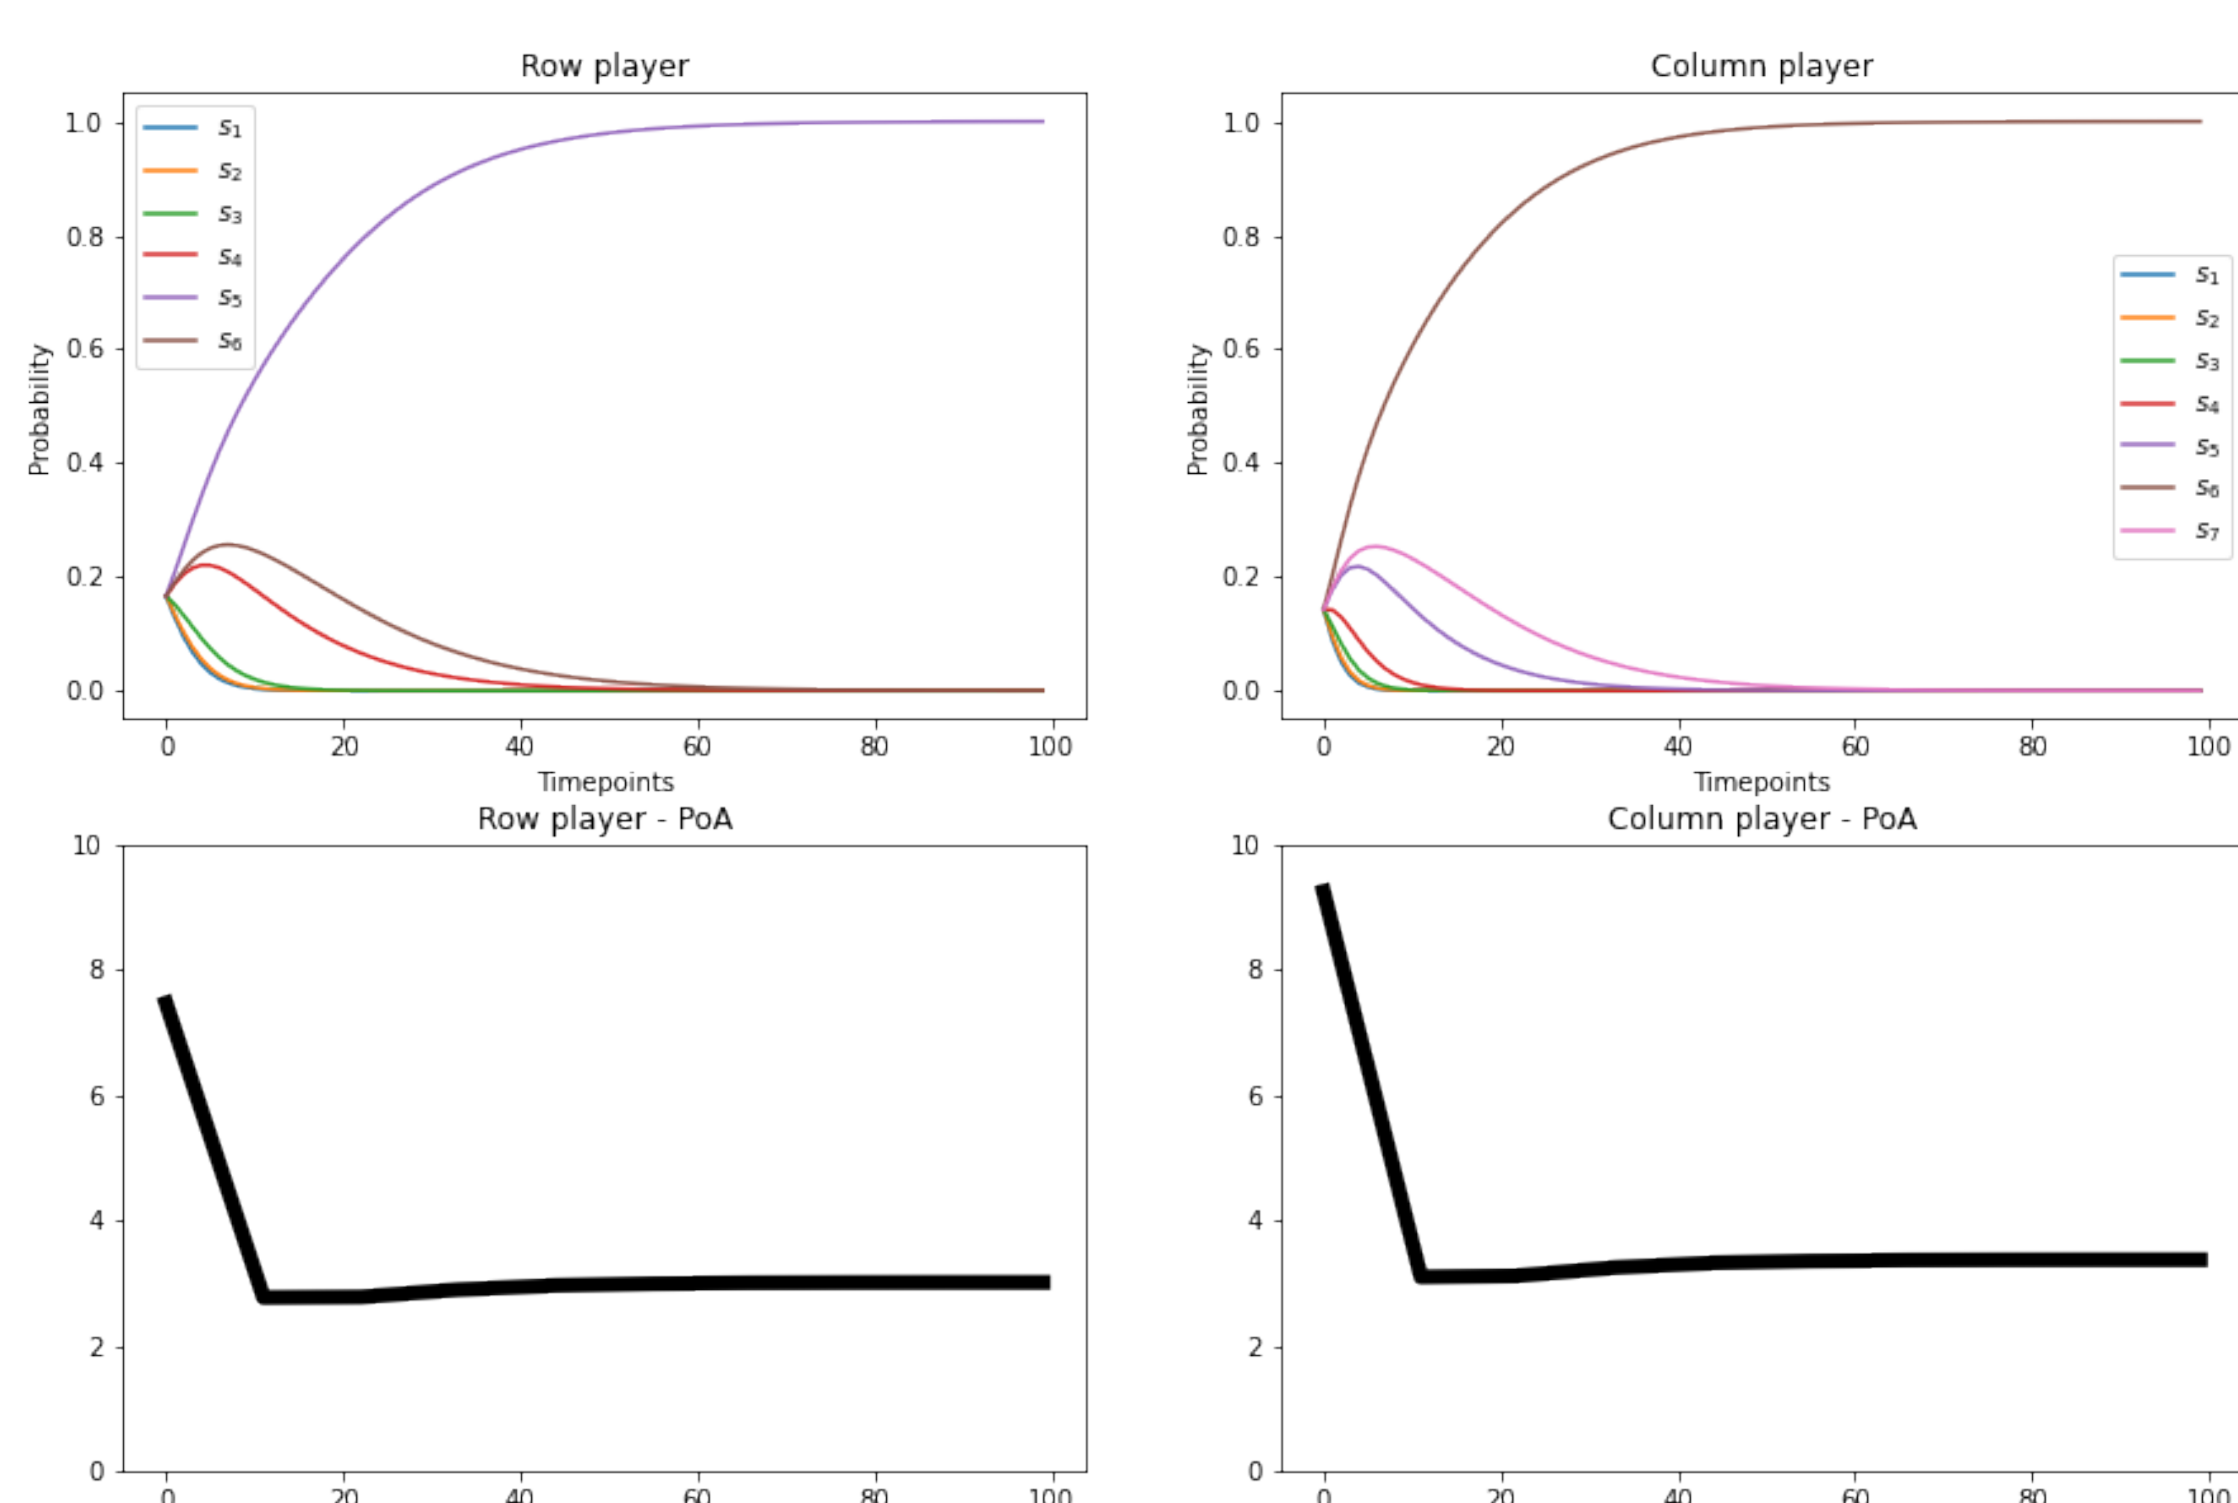 Row player
1.0
0.8
0.6
0.4
0.2
0.0
Probability
s₁
s₂
s₃
s₄
s₅
s₆
0 20 40 60 80 100
Timepoints
Column player
1.0
0.8
0.6
0.4
0.2
0.0
Probability
s₁
s₂
s₃
s₄
s₅
s₆
s₇
0 20 40 60 80 100
Timepoints
Row player - PoA
10
8
6
4
2
0
0 20 40 60 80 100
Column player - PoA
10
8
6
4
2
0
0 20 40 60 80 100